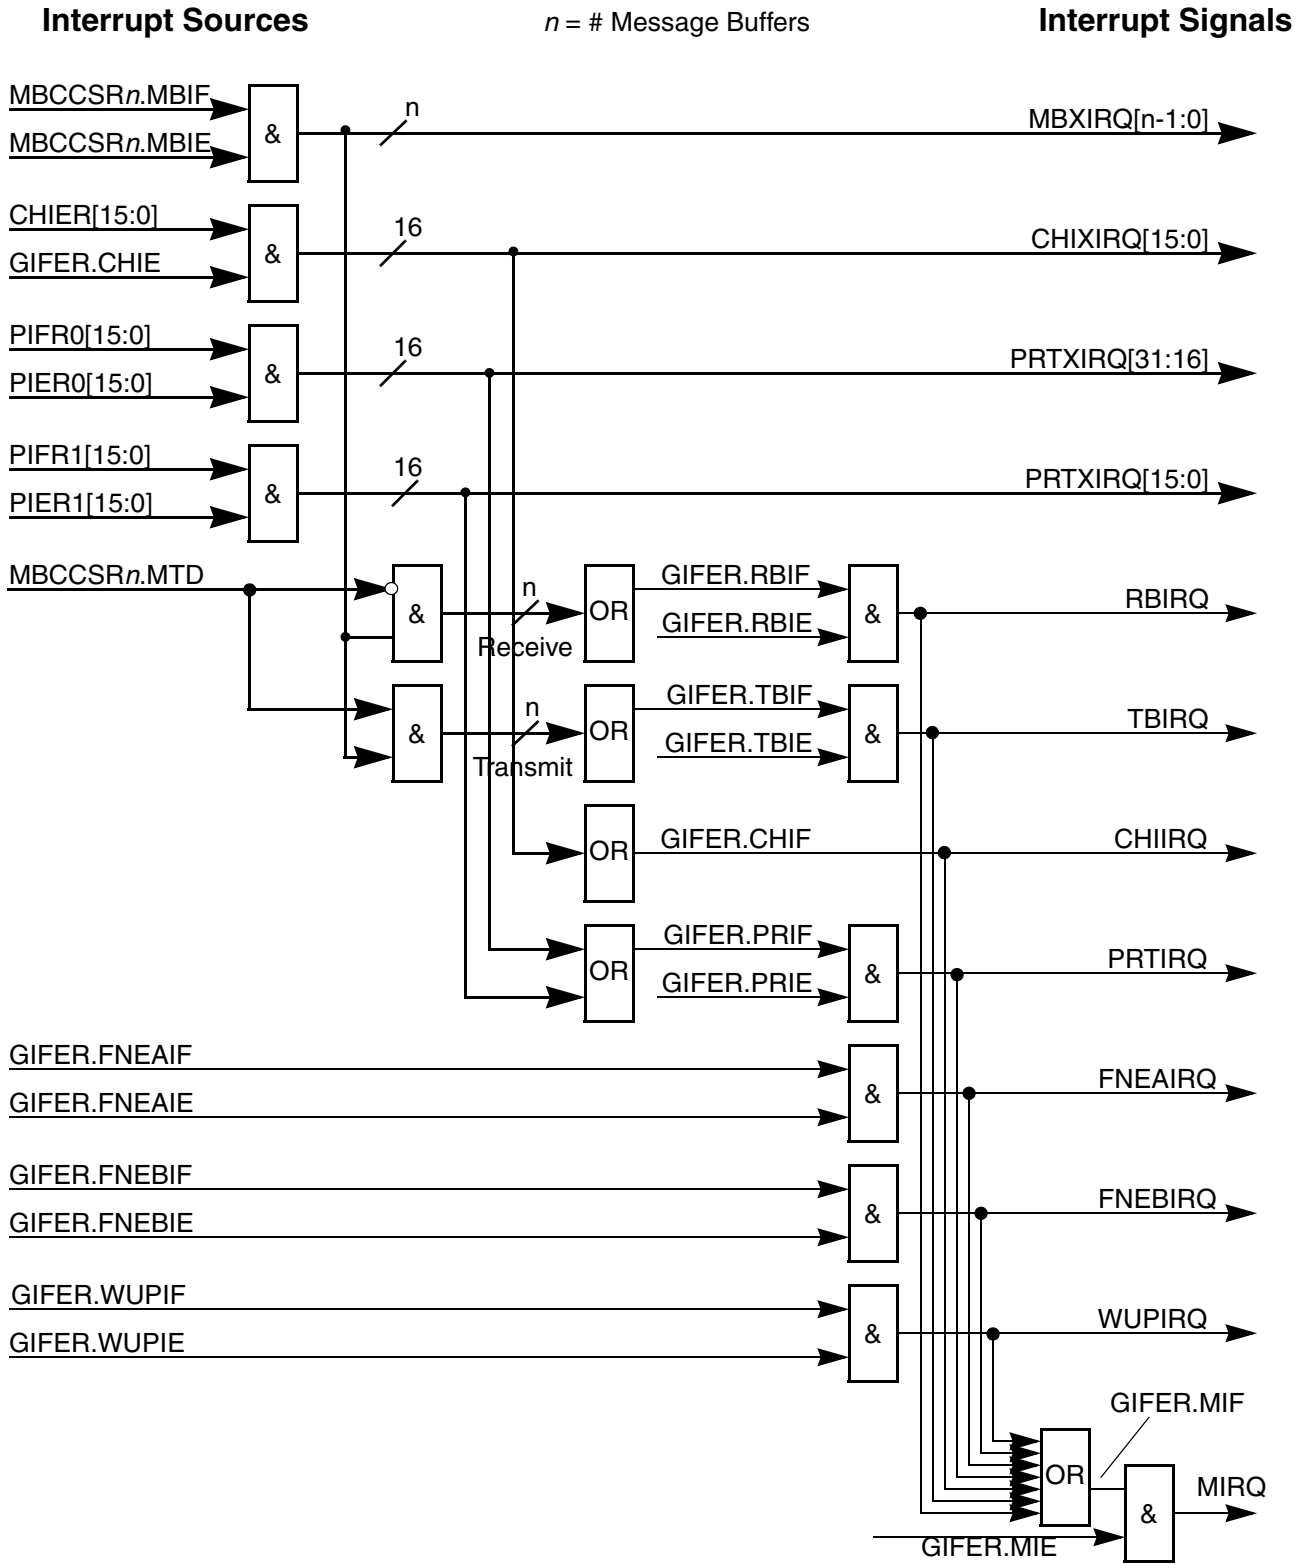 Interrupt Sources
n = # Message Buffers
Interrupt Signals
MBCCSRn.MBIF
MBCCSRn.MBIE
&
n
MBXIRQ[n-1:0]
CHIER[15:0]
GIFER.CHIE
&
16
CHIXIRQ[15:0]
PIFR0[15:0]
PIER0[15:0]
&
16
PRTXIRQ[31:16]
PIFR1[15:0]
PIER1[15:0]
&
16
PRTXIRQ[15:0]
MBCCSRn.MTD
&
n
Receive
OR
GIFER.RBIF
GIFER.RBIE
&
RBIRQ
&
n
Transmit
OR
GIFER.TBIF
GIFER.TBIE
&
TBIRQ
OR
GIFER.CHIF
CHIIRQ
OR
GIFER.PRIF
GIFER.PRIE
&
PRTIRQ
GIFER.FNEAIF
GIFER.FNEAIE
&
FNEAIRQ
GIFER.FNEBIF
GIFER.FNEBIE
&
FNEBIRQ
GIFER.WUPIF
GIFER.WUPIE
&
WUPIRQ
GIFER.MIF
OR
GIFER.MIE
&
MIRQ